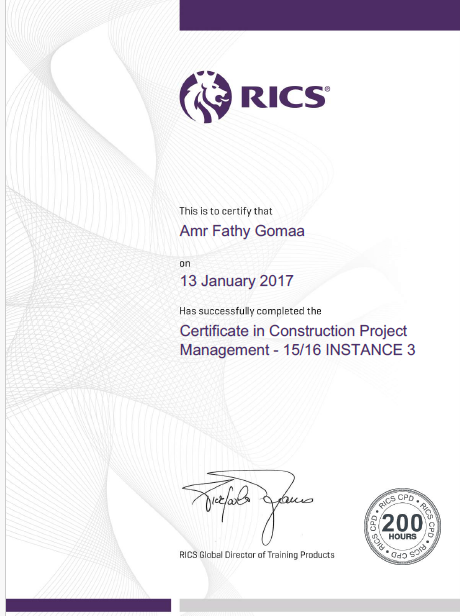 RICS®
This is to certify that
Amr Fathy Gomaa
on
13 January 2017
Has successfully completed the
Certificate in Construction Project
Management - 15/16 INSTANCE 3
RICS Global Director of Training Products
RICS CPD • RICS CPD • RICS CPD • RICS CPD •
200
HOURS